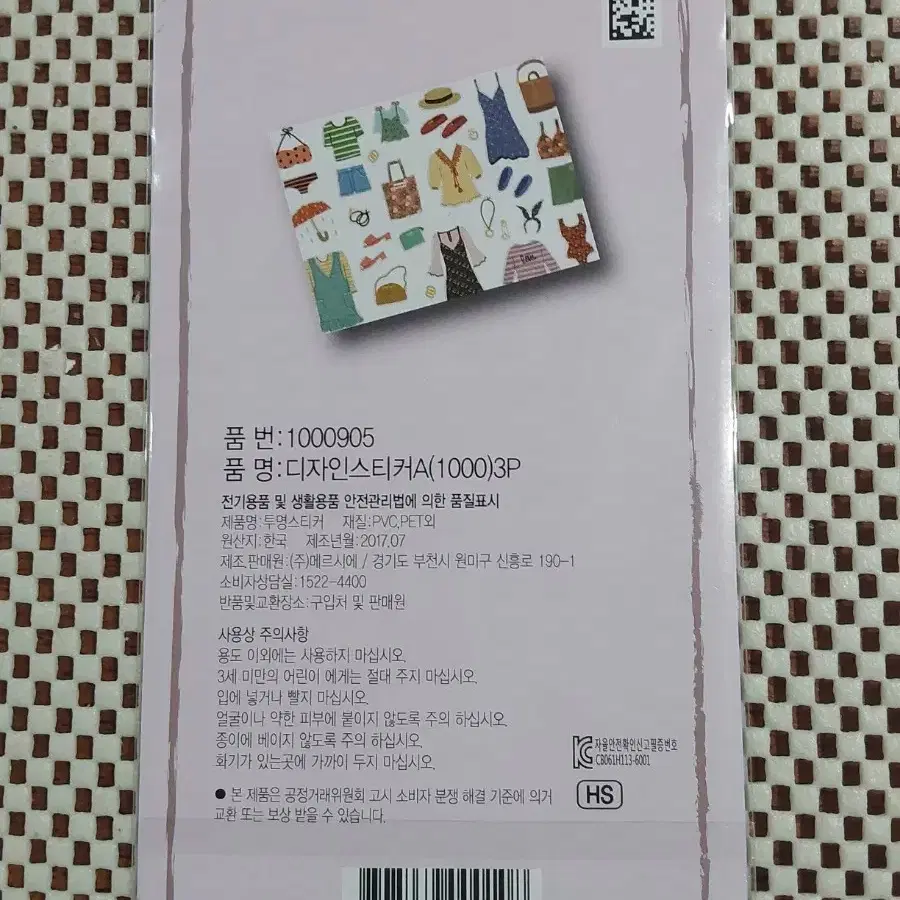 품 번:1000905
품 명:디자인스티커A(1000)3P
전기용품 및 생활용품 안전관리법에 의한 품질표시
제품명:투명스티커 재질:PVC,PET외
원산지:한국 제조년월:2017.07
제조.판매원:(주)메르시에 / 경기도 부천시 원미구 신흥로 190-1
소비자상담실:1522-4400
반품및교환장소:구입처 및 판매원
사용상 주의사항
용도 이외에는 사용하지 마십시오.
3세 미만의 어린이 에게는 절대 주지 마십시오.
입에 넣거나 빨지 마십시오.
얼굴이나 약한 피부에 붙이지 않도록 주의 하십시오.
종이에 베이지 않도록 주의 하십시오.
화기가 있는곳에 가까이 두지 마십시오.
자율안전확인신고필증번호
CB061H113-6001
HS
● 본 제품은 공정거래위원회 고시 소비자 분쟁 해결 기준에 의거
교환 또는 보상 받을 수 있습니다.